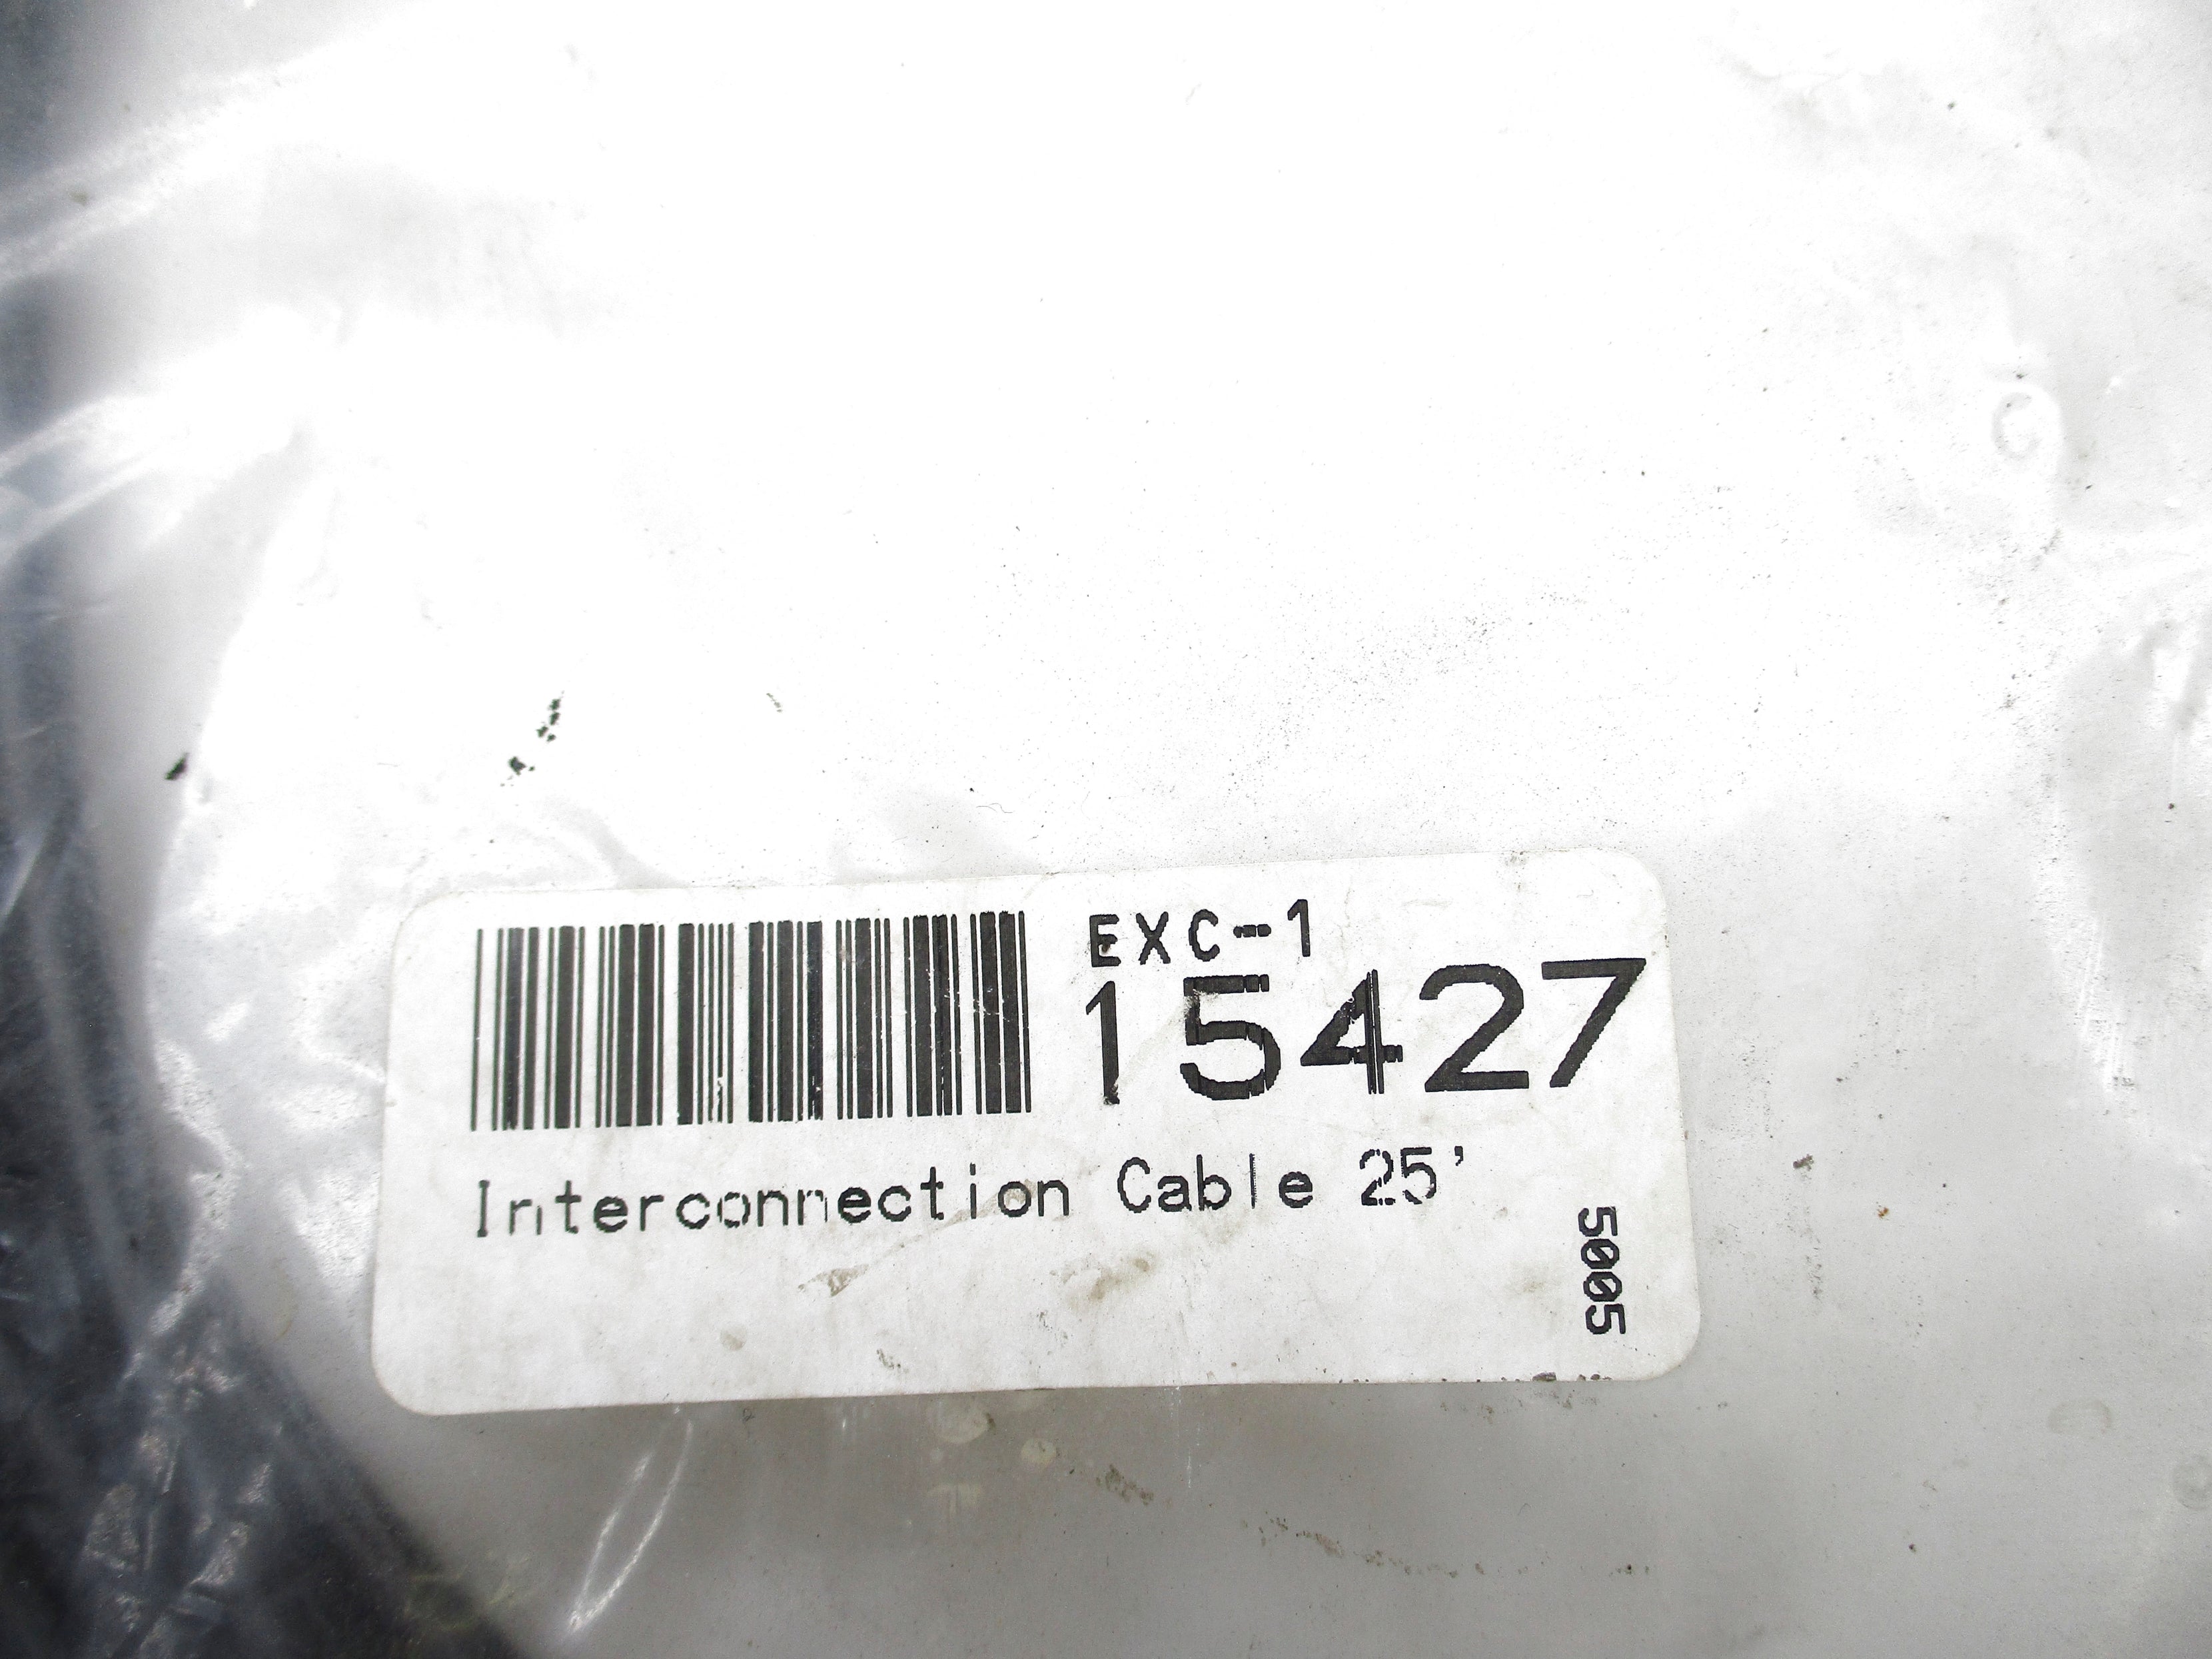 EXC-1
15427
Interconnection Cable 25'
5005